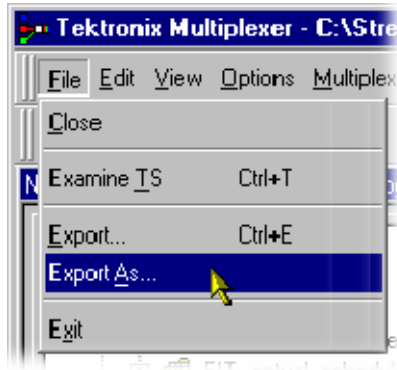 Tektronix Multiplexer - C:\Stre
File Edit View Options Multiplex
Close
Examine TS Ctrl+T
Export... Ctrl+E
Export As...
Exit